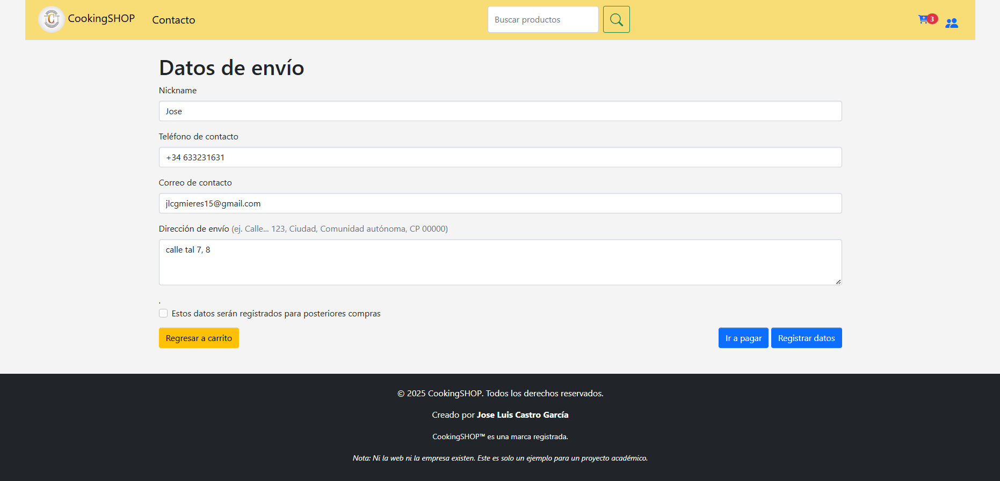 CookingSHOP Contacto Buscar productos 3
Datos de envío
Nickname
Jose
Teléfono de contacto
+34 633231631
Correo de contacto
jlcgmieres15@gmail.com
Dirección de envío (ej. Calle... 123, Ciudad, Comunidad autónoma, CP 00000)
calle tal 7, 8
.
Estos datos serán registrados para posteriores compras
Regresar a carrito Ir a pagar Registrar datos
© 2025 CookingSHOP. Todos los derechos reservados.
Creado por Jose Luis Castro García
CookingSHOP™ es una marca registrada.
Nota: Ni la web ni la empresa existen. Este es solo un ejemplo para un proyecto académico.